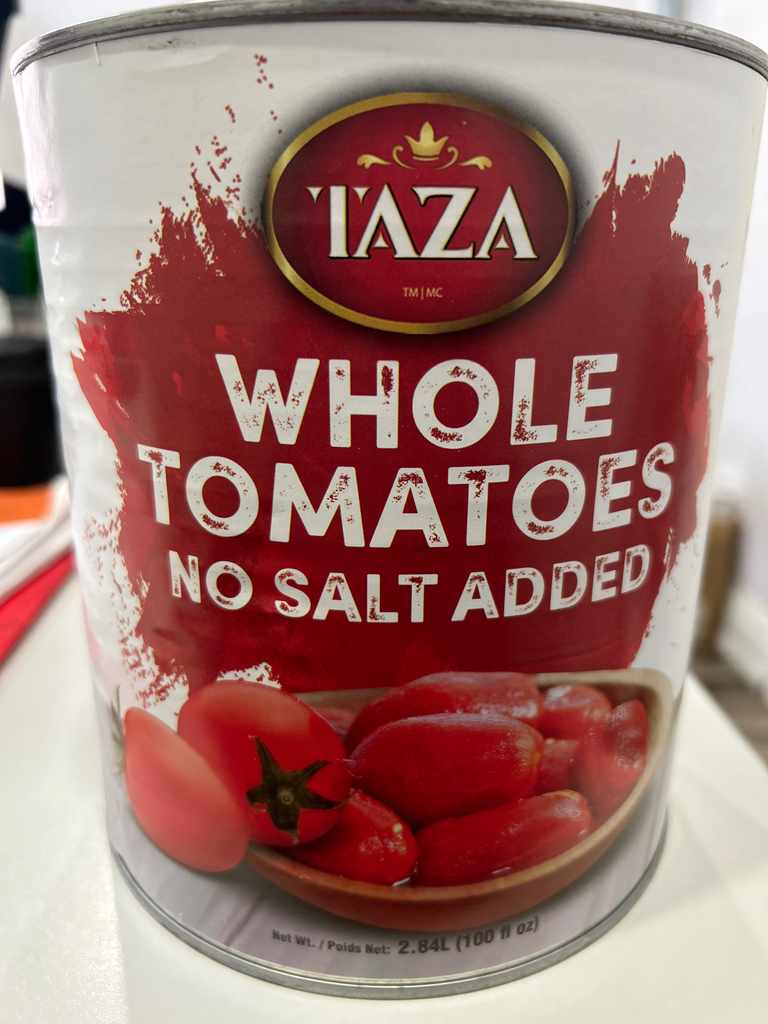 TAZA
TM|MC
WHOLE
TOMATOES
NO SALT ADDED
Net Wt. / Poids Net: 2.84L (100 fl oz)